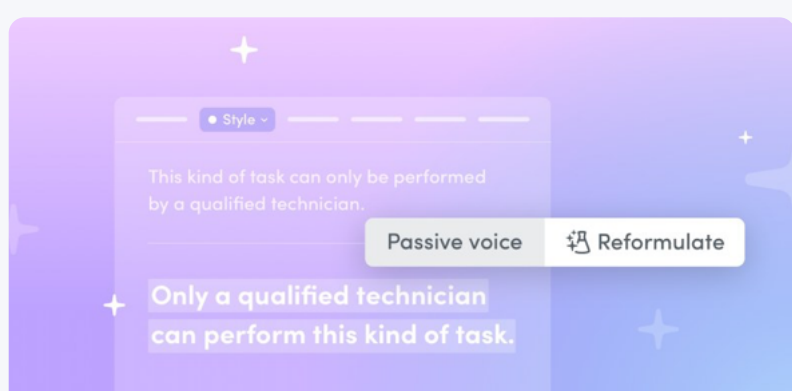 Style
This kind of task can only be performed
by a qualified technician.
Passive voice
Reformulate
Only a qualified technician
can perform this kind of task.